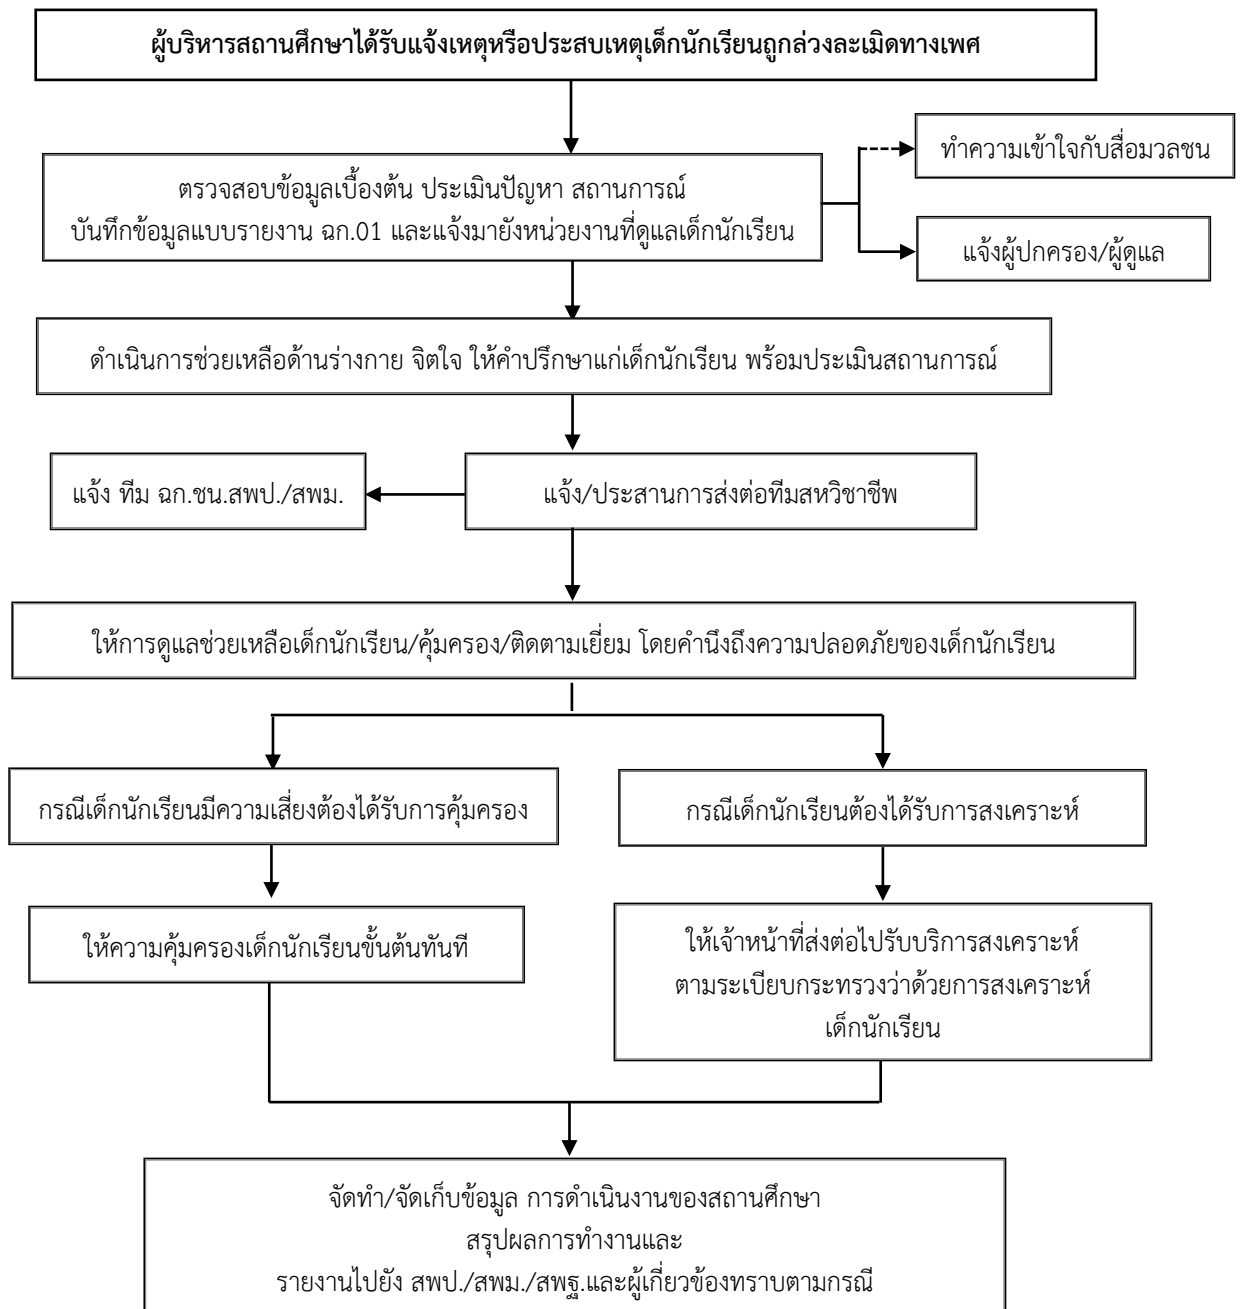 ผู้บริหารสถานศึกษาได้รับแจ้งเหตุหรือประสบเหตุเด็กนักเรียนถูกล่วงละเมิดทางเพศ
ทำความเข้าใจกับสื่อมวลชน
ตรวจสอบข้อมูลเบื้องต้น ประเมินปัญหา สถานการณ์
บันทึกข้อมูลแบบรายงาน ฉก.01 และแจ้งมายังหน่วยงานที่ดูแลเด็กนักเรียน
แจ้งผู้ปกครอง/ผู้ดูแล
ดำเนินการช่วยเหลือด้านร่างกาย จิตใจ ให้คำปรึกษาแก่เด็กนักเรียน พร้อมประเมินสถานการณ์
แจ้ง ทีม ฉก.ชน.สพป./สพม.
แจ้ง/ประสานการส่งต่อทีมสหวิชาชีพ
ให้การดูแลช่วยเหลือเด็กนักเรียน/คุ้มครอง/ติดตามเยี่ยม โดยคำนึงถึงความปลอดภัยของเด็กนักเรียน
กรณีเด็กนักเรียนมีความเสี่ยงต้องได้รับการคุ้มครอง
กรณีเด็กนักเรียนต้องได้รับการสงเคราะห์
ให้ความคุ้มครองเด็กนักเรียนขั้นต้นทันที
ให้เจ้าหน้าที่ส่งต่อไปรับบริการสงเคราะห์
ตามระเบียบกระทรวงว่าด้วยการสงเคราะห์
เด็กนักเรียน
จัดทำ/จัดเก็บข้อมูล การดำเนินงานของสถานศึกษา
สรุปผลการทำงานและ
รายงานไปยัง สพป./สพม./สพฐ.และผู้เกี่ยวข้องทราบตามกรณี